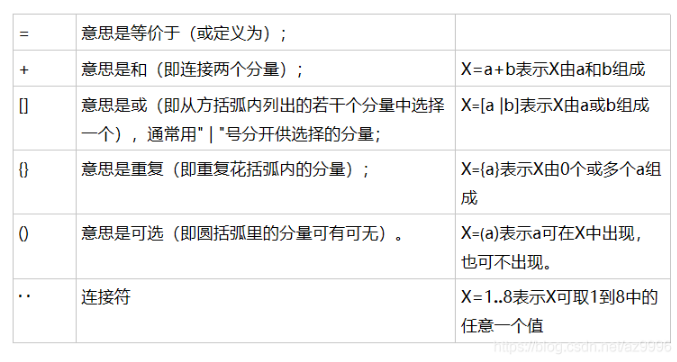 =
意思是等价于（或定义为）；
+
意思是和（即连接两个分量）；
X=a+b表示X由a和b组成
[]
意思是或（即从方括弧内列出的若干个分量中选择
一个），通常用"｜"号分开供选择的分量；
X=[a |b]表示X由a或b组成
{}
意思是重复（即重复花括弧内的分量）；
X={a}表示X由0个或多个a组
成
()
意思是可选（即圆括弧里的分量可有可无）。
X=(a)表示a可在X中出现，
也可不出现。
··
连接符
X=1..8表示X可取1到8中的
任意一个值
https://blog.csdn.net/az9996